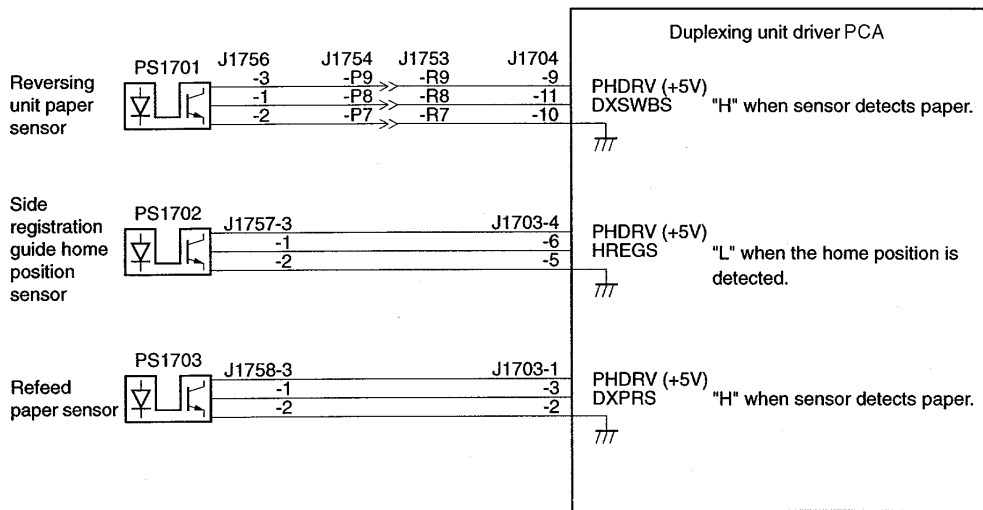 Duplexing unit driver PCA
Reversing
unit paper
sensor
PS1701
J1756 J1754 J1753 J1704
-3 -P9 -R9 -9
-1 -P8 -R8 -11
-2 -P7 -R7 -10
PHDRV (+5V)
DXSWBS "H" when sensor detects paper.
Side
registration
guide home
position
sensor
PS1702
J1757-3 J1703-4
-1 -6
-2 -5
PHDRV (+5V)
HREGS "L" when the home position is
detected.
Refeed
paper sensor
PS1703
J1758-3 J1703-1
-1 -3
-2 -2
PHDRV (+5V)
DXPRS "H" when sensor detects paper.